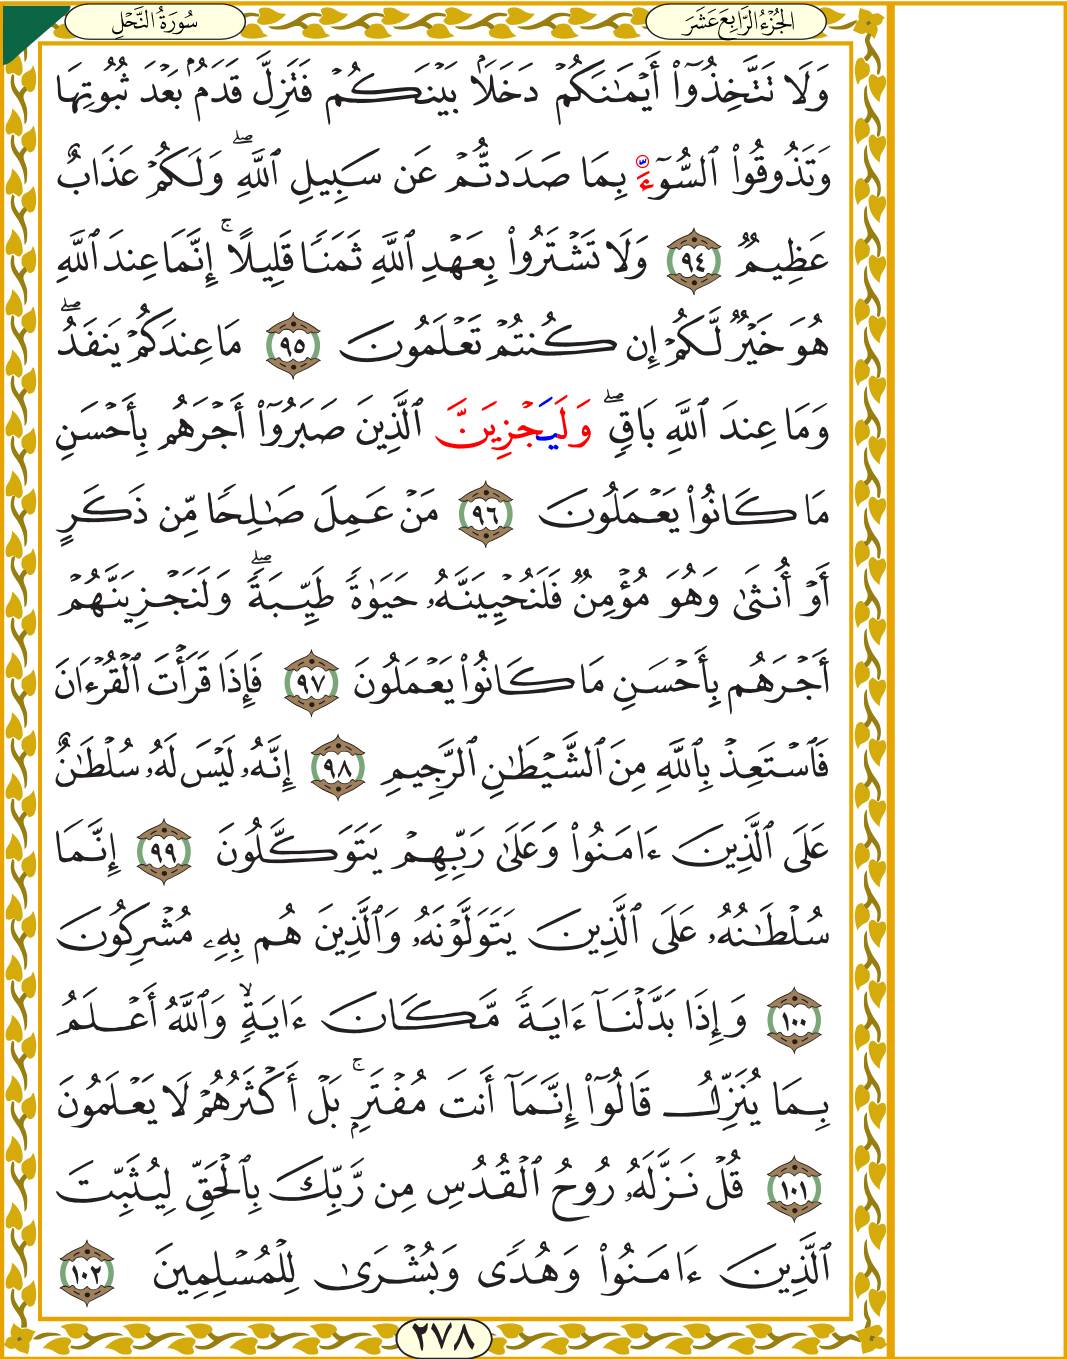 الجُزْءُ الرَّابِعَ عَشَرَ
سُورَةُ النَّحْلِ
وَلَا تَتَّخِذُوٓا۟ أَيْمَـٰنَكُمْ دَخَلَۢا بَيْنَكُمْ فَتَزِلَّ قَدَمٌۢ بَعْدَ ثُبُوتِهَا
وَتَذُوقُوا۟ ٱلسُّوٓءَ بِمَا صَدَدتُّمْ عَن سَبِيلِ ٱللَّهِ ۖ وَلَكُمْ عَذَابٌ
عَظِيمٌ ٩٤ وَلَا تَشْتَرُوا۟ بِعَهْدِ ٱللَّهِ ثَمَنًا قَلِيلًا ۚ إِنَّمَا عِندَ ٱللَّهِ
هُوَ خَيْرٌ لَّكُمْ إِن كُنتُمْ تَعْلَمُونَ ٩٥ مَا عِندَكُمْ يَنفَدُ ۖ
وَمَا عِندَ ٱللَّهِ بَاقٍ ۗ وَلَيَجْزِيَنَّ ٱلَّذِينَ صَبَرُوٓا۟ أَجْرَهُم بِأَحْسَنِ
مَا كَانُوا۟ يَعْمَلُونَ ٩٦ مَنْ عَمِلَ صَـٰلِحًا مِّن ذَكَرٍ
أَوْ أُنثَىٰ وَهُوَ مُؤْمِنٌ فَلَنُحْيِيَنَّهُۥ حَيَوٰةً طَيِّبَةً ۖ وَلَنَجْزِيَنَّهُمْ
أَجْرَهُم بِأَحْسَنِ مَا كَانُوا۟ يَعْمَلُونَ ٩٧ فَإِذَا قَرَأْتَ ٱلْقُرْءَانَ
فَٱسْتَعِذْ بِٱللَّهِ مِنَ ٱلشَّيْطَـٰنِ ٱلرَّجِيمِ ٩٨ إِنَّهُۥ لَيْسَ لَهُۥ سُلْطَـٰنٌ
عَلَى ٱلَّذِينَ ءَامَنُوا۟ وَعَلَىٰ رَبِّهِمْ يَتَوَكَّلُونَ ٩٩ إِنَّمَا
سُلْطَـٰنُهُۥ عَلَى ٱلَّذِينَ يَتَوَلَّوْنَهُۥ وَٱلَّذِينَ هُم بِهِۦ مُشْرِكُونَ
١٠٠ وَإِذَا بَدَّلْنَآ ءَايَةً مَّكَانَ ءَايَةٍ ۙ وَٱللَّهُ أَعْلَمُ
بِمَا يُنَزِّلُ قَالُوٓا۟ إِنَّمَآ أَنتَ مُفْتَرٍۭ ۚ بَلْ أَكْثَرُهُمْ لَا يَعْلَمُونَ
١٠١ قُلْ نَزَّلَهُۥ رُوحُ ٱلْقُدُسِ مِن رَّبِّكَ بِٱلْحَقِّ لِيُثَبِّتَ
ٱلَّذِينَ ءَامَنُوا۟ وَهُدًى وَبُشْرَىٰ لِلْمُسْلِمِينَ ١٠٢
٢٧٨